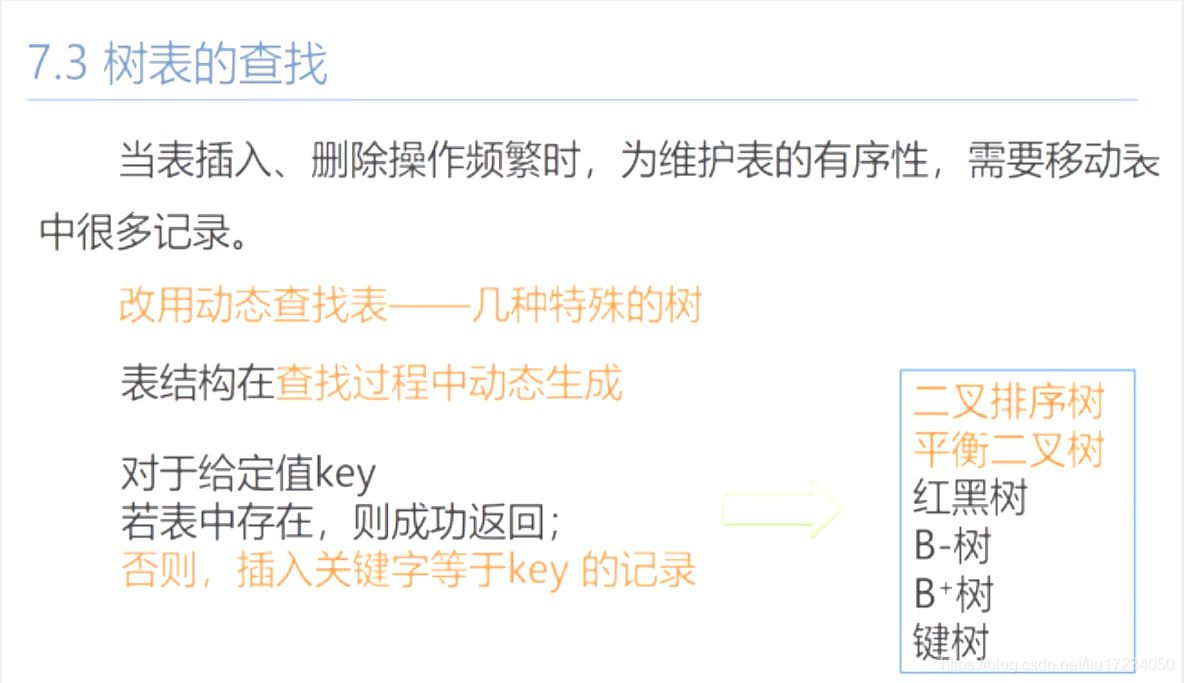 7.3 树表的查找
当表插入、删除操作频繁时，为维护表的有序性，需要移动表
中很多记录。
改用动态查找表——几种特殊的树
表结构在查找过程中动态生成
对于给定值key
若表中存在，则成功返回；
否则，插入关键字等于key 的记录
二叉排序树
平衡二叉树
红黑树
B-树
B⁺树
键树
https://blog.csdn.net/liu17234050